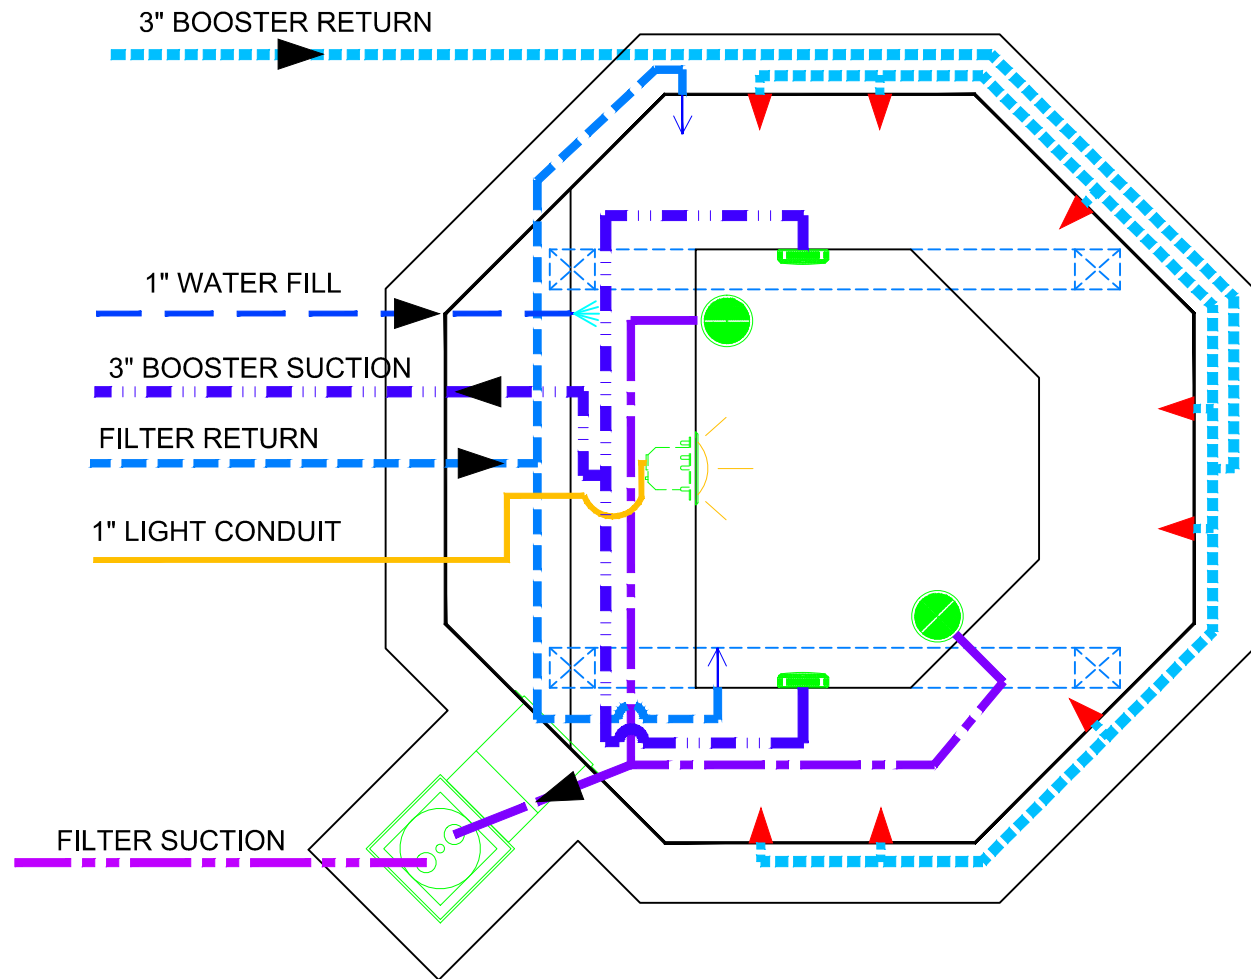 3" BOOSTER RETURN
1" WATER FILL
3" BOOSTER SUCTION
FILTER RETURN
1" LIGHT CONDUIT
FILTER SUCTION